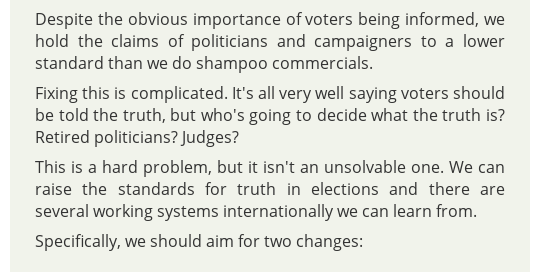 Despite the obvious importance of voters being informed, we
hold the claims of politicians and campaigners to a lower
standard than we do shampoo commercials.
Fixing this is complicated. It's all very well saying voters should
be told the truth, but who's going to decide what the truth is?
Retired politicians? Judges?
This is a hard problem, but it isn't an unsolvable one. We can
raise the standards for truth in elections and there are
several working systems internationally we can learn from.
Specifically, we should aim for two changes: